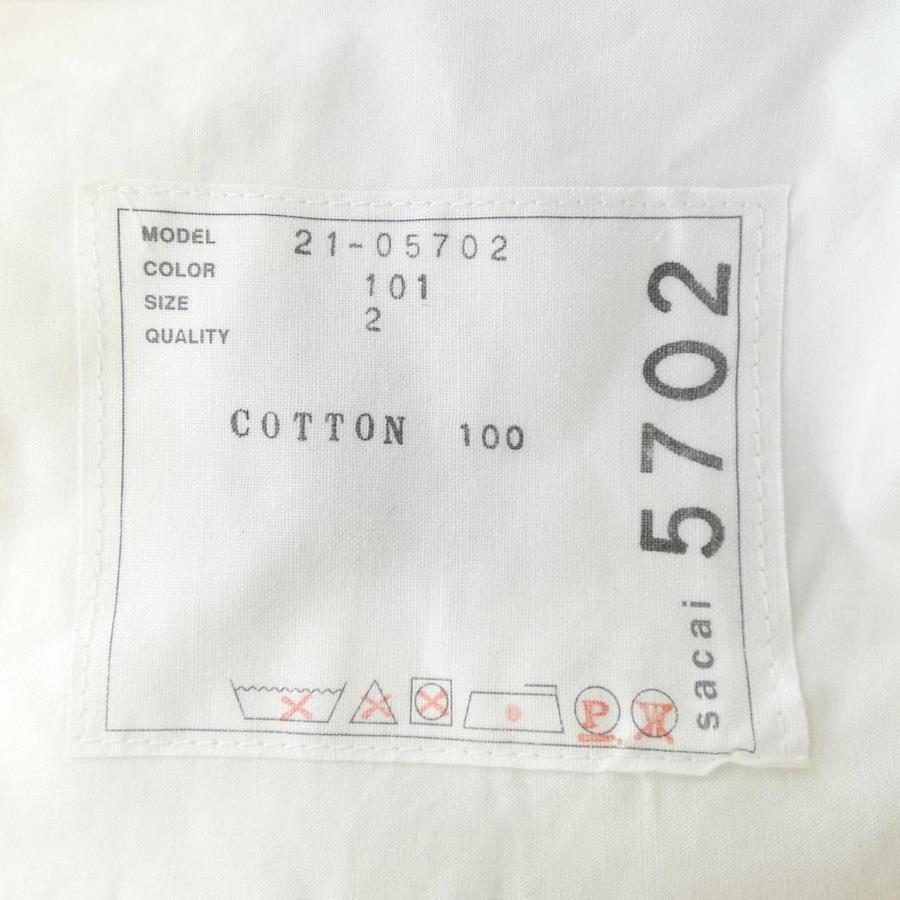 MODEL 21-05702
COLOR 101
SIZE 2
QUALITY
COTTON 100
sacai 5702
P W